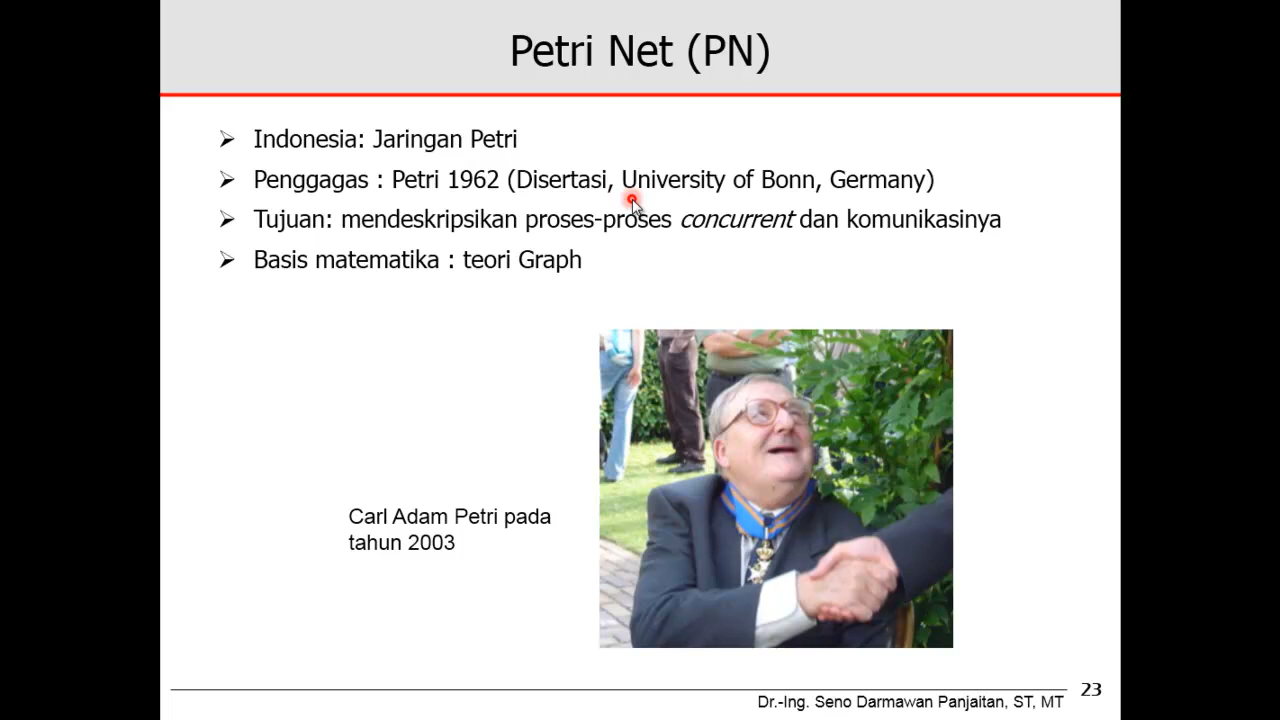 Petri Net (PN)
Indonesia: Jaringan Petri
Penggagas : Petri 1962 (Disertasi, University of Bonn, Germany)
Tujuan: mendeskripsikan proses-proses concurrent dan komunikasinya
Basis matematika : teori Graph
Carl Adam Petri pada
tahun 2003
23
Dr.-Ing. Seno Darmawan Panjaitan, ST, MT